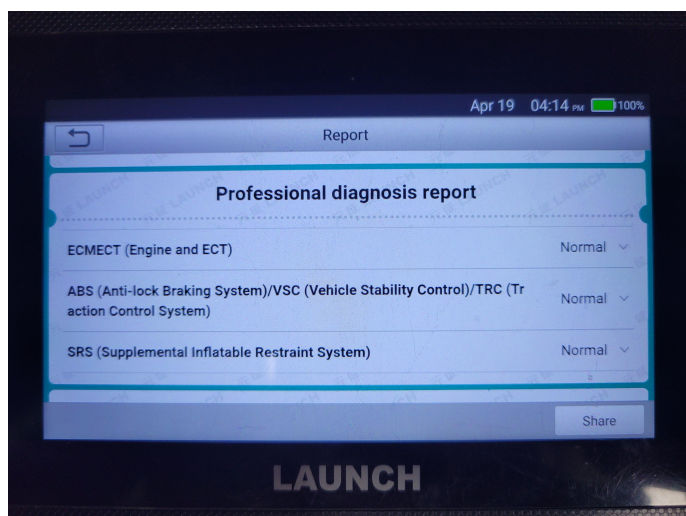 Apr 19 04:14 PM 100%
Report
Professional diagnosis report
ECMECT (Engine and ECT) Normal
ABS (Anti-lock Braking System)/VSC (Vehicle Stability Control)/TRC (Tr
action Control System) Normal
SRS (Supplemental Inflatable Restraint System) Normal
Share
LAUNCH